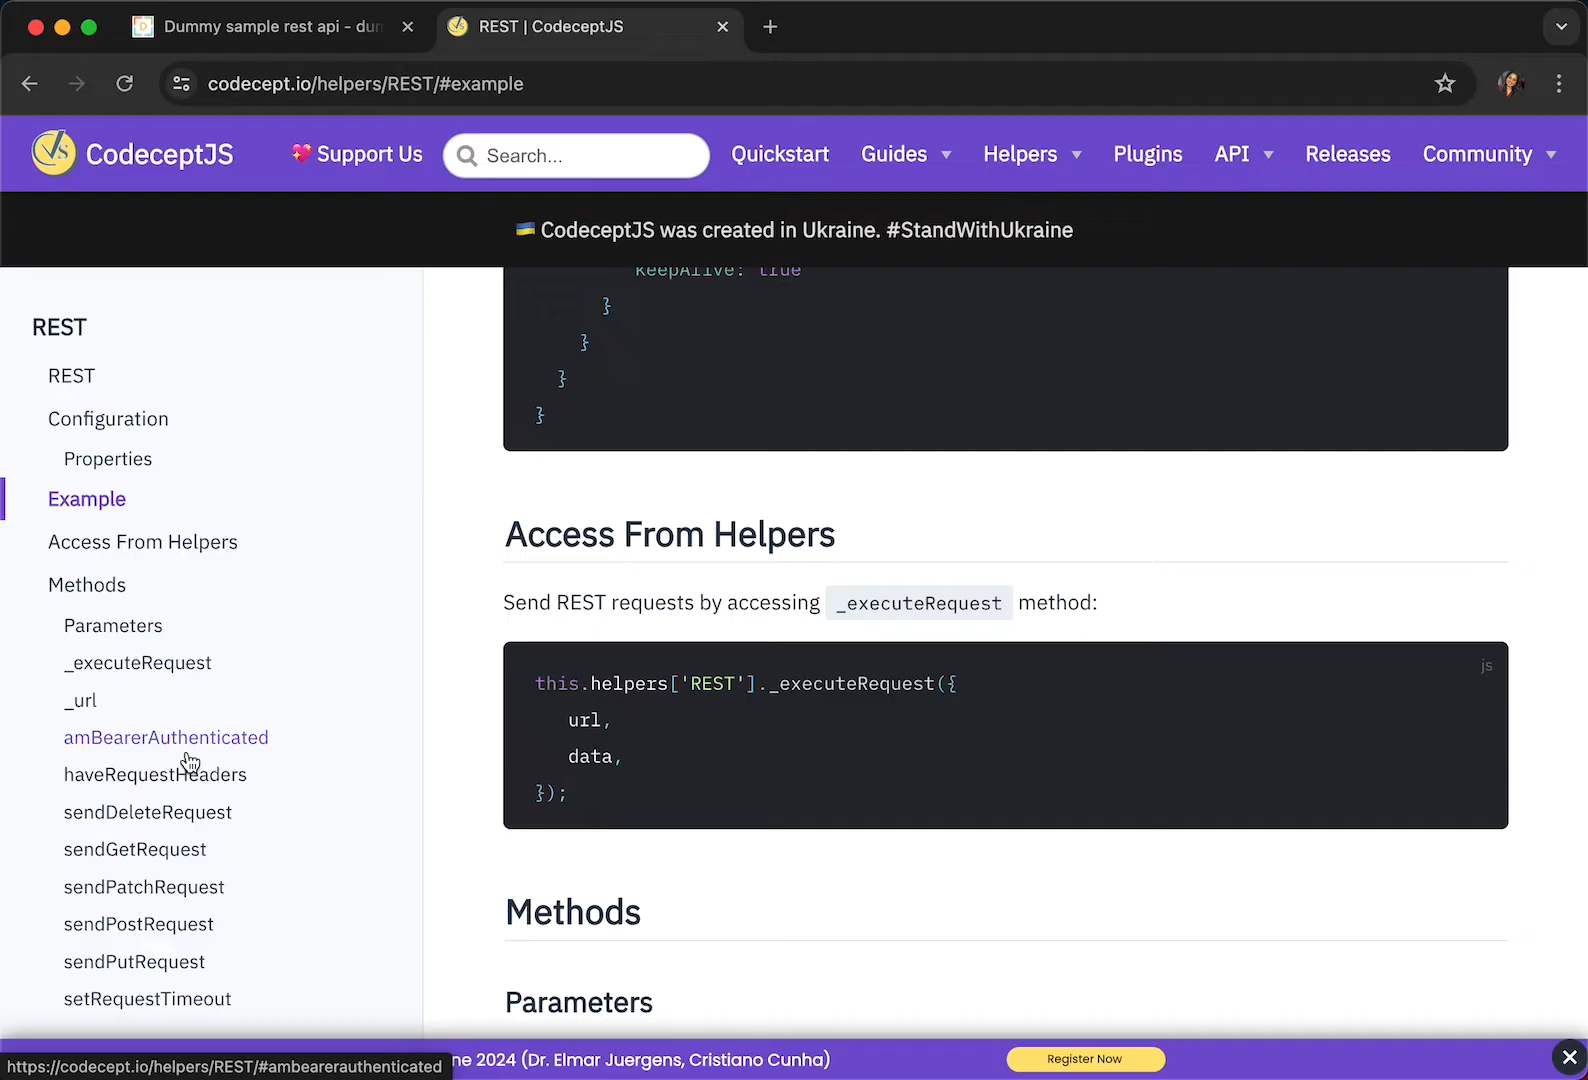 Dummy sample rest api - dum
REST | CodeceptJS
codecept.io/helpers/REST/#example
CodeceptJS
💖 Support Us
Search...
Quickstart
Guides
Helpers
Plugins
API
Releases
Community
🇺🇦 CodeceptJS was created in Ukraine. #StandWithUkraine
REST
REST
Configuration
Properties
Example
Access From Helpers
Methods
Parameters
_executeRequest
_url
amBearerAuthenticated
haveRequestHeaders
sendDeleteRequest
sendGetRequest
sendPatchRequest
sendPostRequest
sendPutRequest
setRequestTimeout
keepAlive: true
}
}
}
}
Access From Helpers
Send REST requests by accessing _executeRequest method:
js
this.helpers['REST']._executeRequest({
url,
data,
});
Methods
Parameters
https://codecept.io/helpers/REST/#ambearerauthenticated
ne 2024 (Dr. Elmar Juergens, Cristiano Cunha)
Register Now